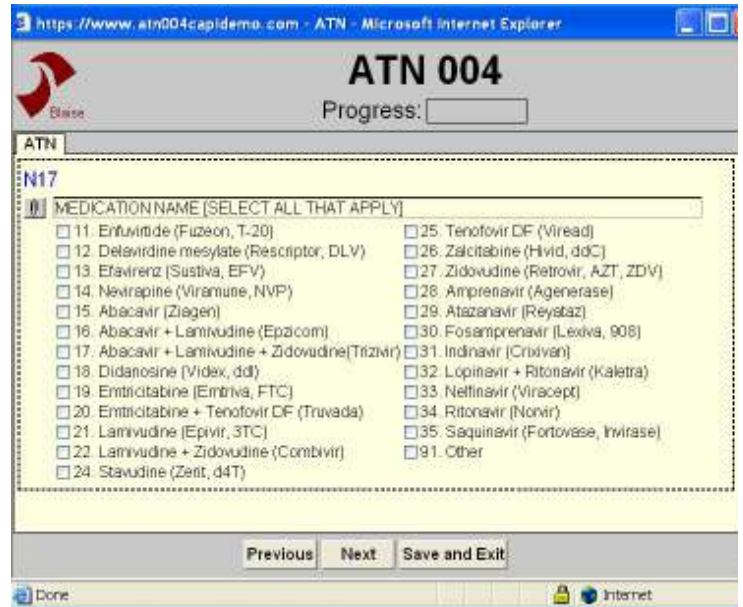 https://www.atn004capidemo.com - ATN - Microsoft Internet Explorer
ATN 004
Blaise
Progress:
ATN
N17
MEDICATION NAME [SELECT ALL THAT APPLY]
11. Enfuvirtide (Fuzeon, T-20)
12. Delavirdine mesylate (Rescriptor, DLV)
13. Efavirenz (Sustiva, EFV)
14. Nevirapine (Viramune, NVP)
15. Abacavir (Ziagen)
16. Abacavir + Lamivudine (Epzicom)
17. Abacavir + Lamivudine + Zidovudine(Trizivir)
18. Didanosine (Videx, ddI)
19. Emtricitabine (Emtriva, FTC)
20. Emtricitabine + Tenofovir DF (Truvada)
21. Lamivudine (Epivir, 3TC)
22. Lamivudine + Zidovudine (Combivir)
24. Stavudine (Zerit, d4T)
25. Tenofovir DF (Viread)
26. Zalcitabine (Hivid, ddC)
27. Zidovudine (Retrovir, AZT, ZDV)
28. Amprenavir (Agenerase)
29. Atazanavir (Reyataz)
30. Fosamprenavir (Lexiva, 908)
31. Indinavir (Crixivan)
32. Lopinavir + Ritonavir (Kaletra)
33. Nelfinavir (Viracept)
34. Ritonavir (Norvir)
35. Saquinavir (Fortovase, Invirase)
91. Other
Previous
Next
Save and Exit
Done
Internet